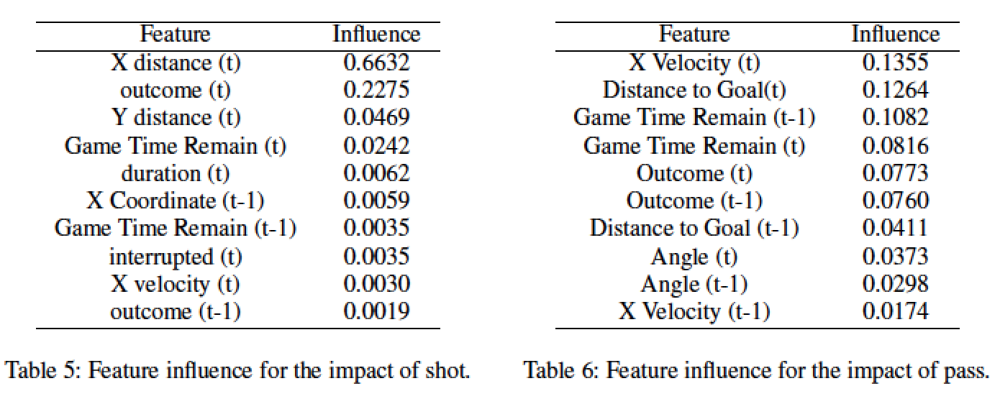 Feature Influence
X distance (t) 0.6632
outcome (t) 0.2275
Y distance (t) 0.0469
Game Time Remain (t) 0.0242
duration (t) 0.0062
X Coordinate (t-1) 0.0059
Game Time Remain (t-1) 0.0035
interrupted (t) 0.0035
X velocity (t) 0.0030
outcome (t-1) 0.0019
Table 5: Feature influence for the impact of shot.
Feature Influence
X Velocity (t) 0.1355
Distance to Goal(t) 0.1264
Game Time Remain (t-1) 0.1082
Game Time Remain (t) 0.0816
Outcome (t) 0.0773
Outcome (t-1) 0.0760
Distance to Goal (t-1) 0.0411
Angle (t) 0.0373
Angle (t-1) 0.0298
X Velocity (t-1) 0.0174
Table 6: Feature influence for the impact of pass.